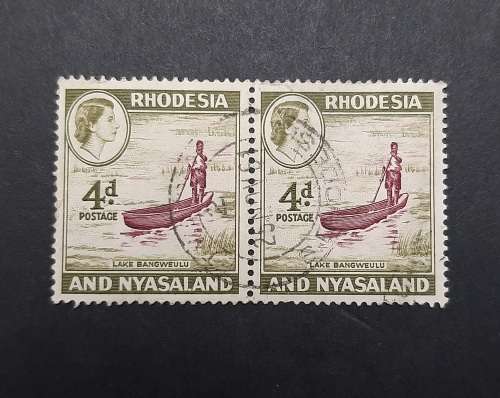 RHODESIA
4d.
POSTAGE
LAKE BANGWEULU
AND NYASALAND
RHODESIA
4d.
POSTAGE
LAKE BANGWEULU
AND NYASALAND